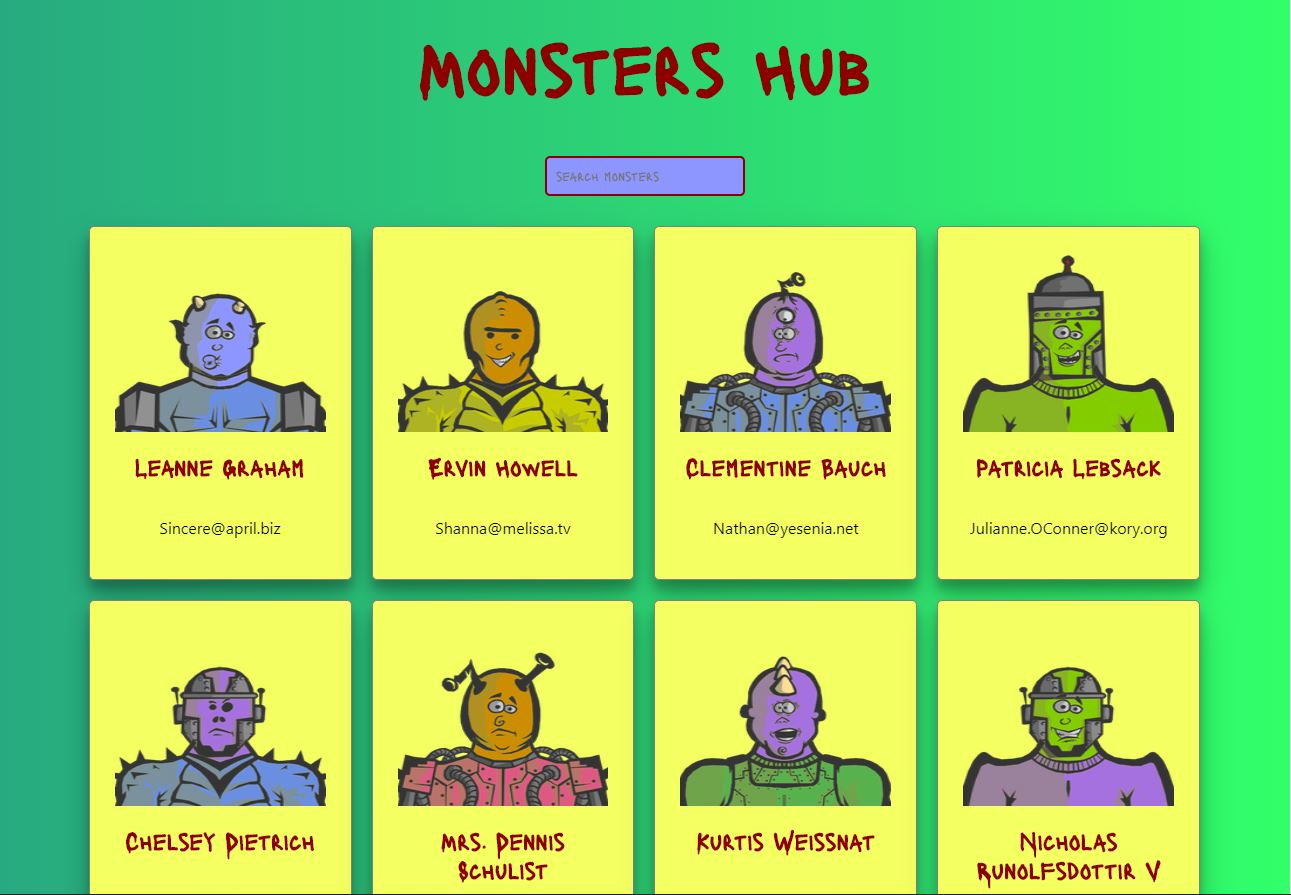 MONSTERS HUB
SEARCH MONSTERS
LEANNE GRAHAM
ERVIN HOWELL
CLEMENTINE BAUCH
PATRICIA LEBSACK
Sincere@april.biz
Shanna@melissa.tv
Nathan@yesenia.net
Julianne.OConner@kory.org
CHELSEY DIETRICH
MRS. DENNIS
SCHULIST
KURTIS WEISSNAT
NICHOLAS
RUNOLFSDOTTIR V